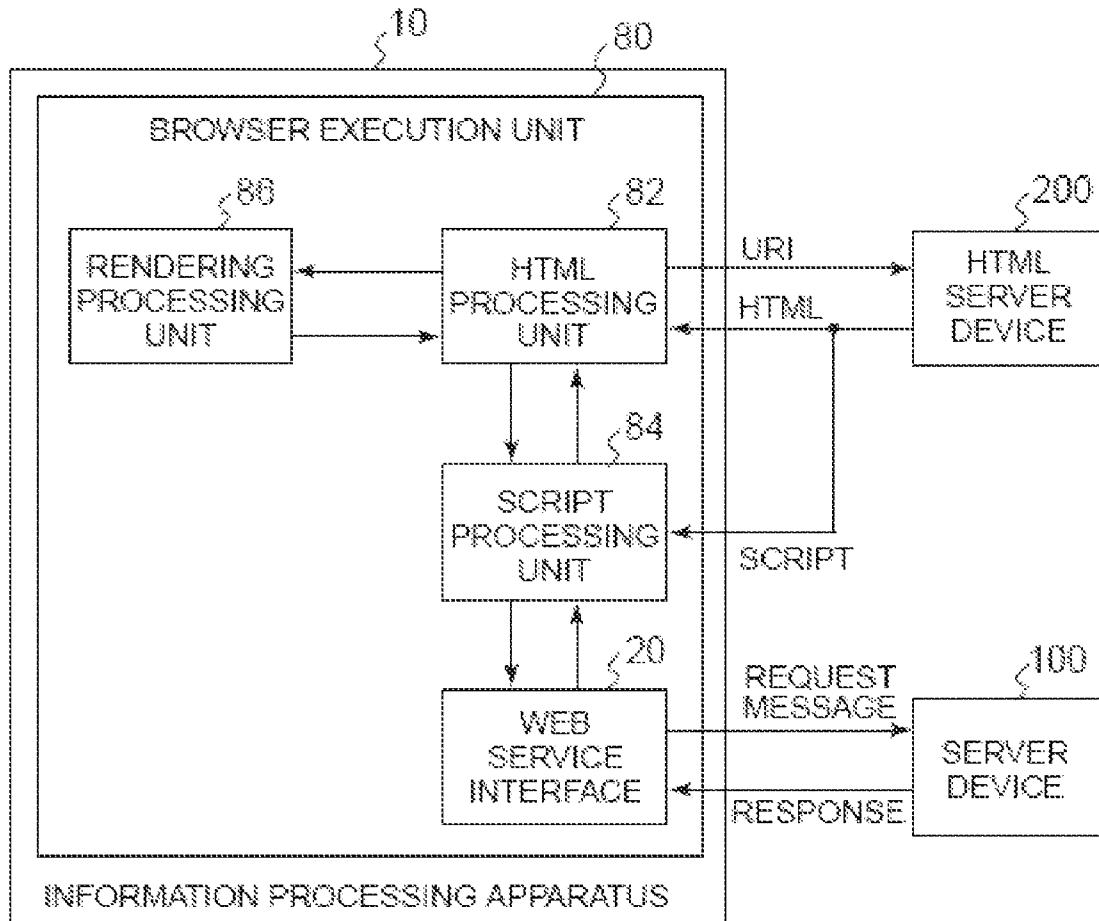 10
80
BROWSER EXECUTION UNIT
86
82
200
RENDERING
PROCESSING
UNIT
HTML
PROCESSING
UNIT
URI
HTML
HTML
SERVER
DEVICE
84
SCRIPT
PROCESSING
UNIT
SCRIPT
20
100
WEB
SERVICE
INTERFACE
REQUEST
MESSAGE
RESPONSE
SERVER
DEVICE
INFORMATION PROCESSING APPARATUS